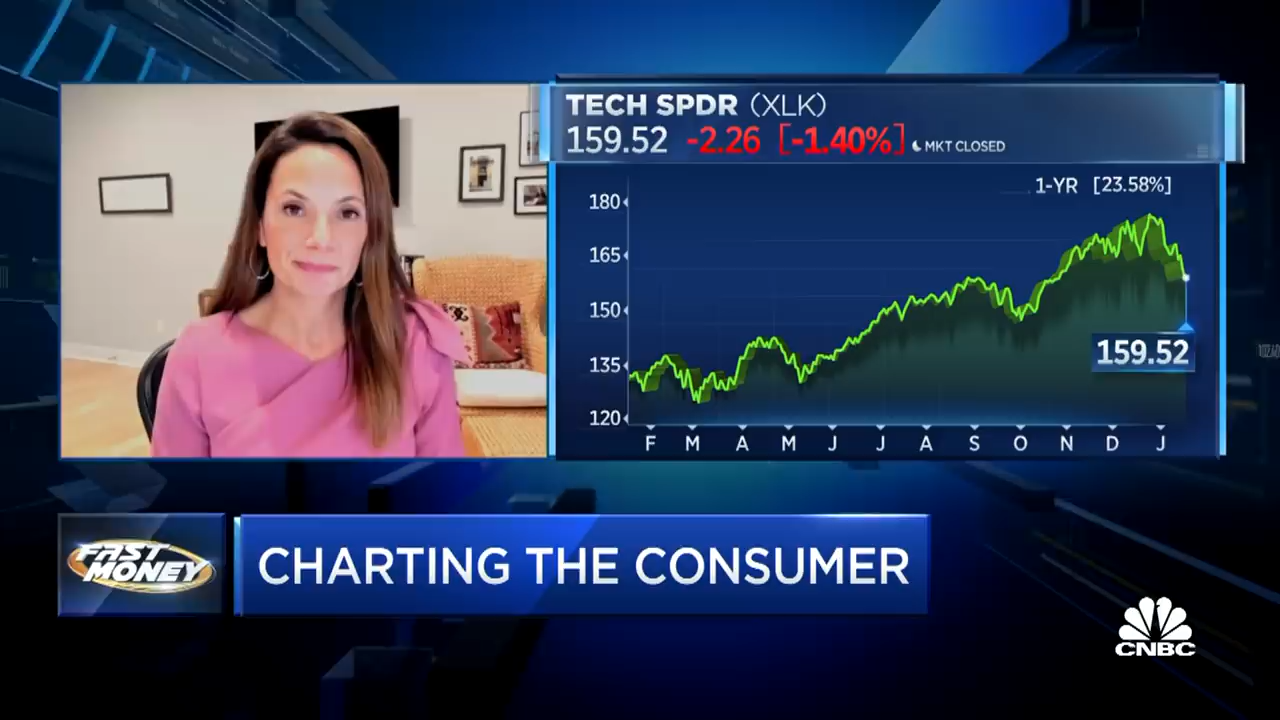 TECH SPDR (XLK)
159.52 -2.26 [-1.40%] MKT CLOSED
1-YR [23.58%]
180
165
150
135
120
159.52
F M A M J J A S O N D J
FAST
MONEY
CHARTING THE CONSUMER
CNBC